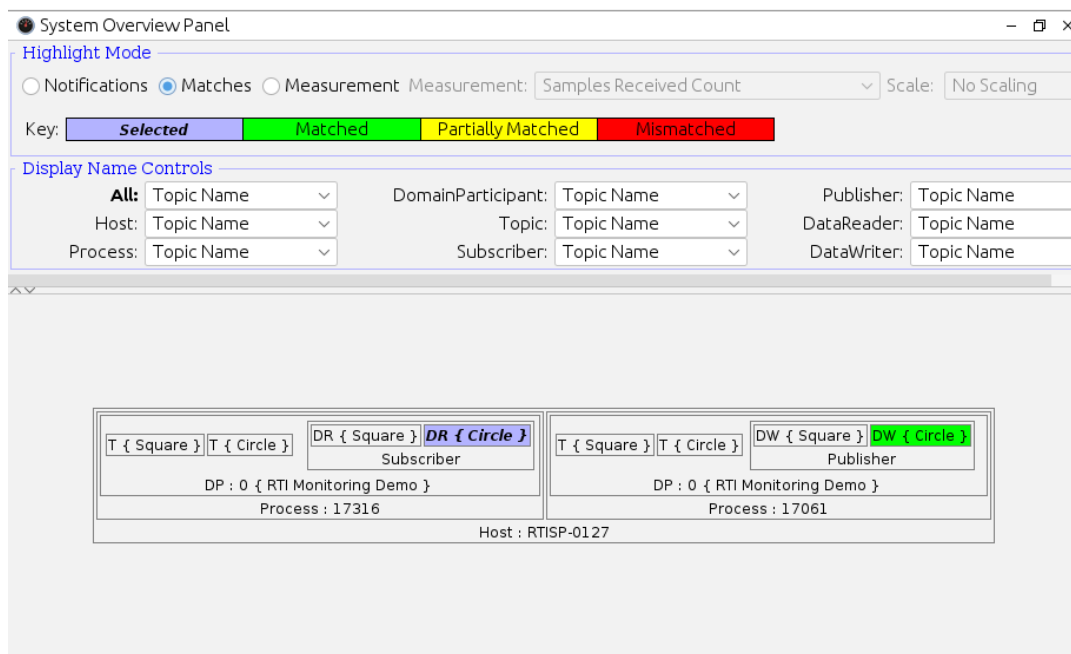 System Overview Panel
Highlight Mode
Notifications Matches Measurement Measurement: Samples Received Count Scale: No Scaling
Key: Selected Matched Partially Matched Mismatched
Display Name Controls
All: Topic Name DomainParticipant: Topic Name Publisher: Topic Name
Host: Topic Name Topic: Topic Name DataReader: Topic Name
Process: Topic Name Subscriber: Topic Name DataWriter: Topic Name
T { Square } T { Circle } DR { Square } DR { Circle } T { Square } T { Circle } DW { Square } DW { Circle }
Subscriber Publisher
DP : 0 { RTI Monitoring Demo } DP : 0 { RTI Monitoring Demo }
Process : 17316 Process : 17061
Host : RTISP-0127